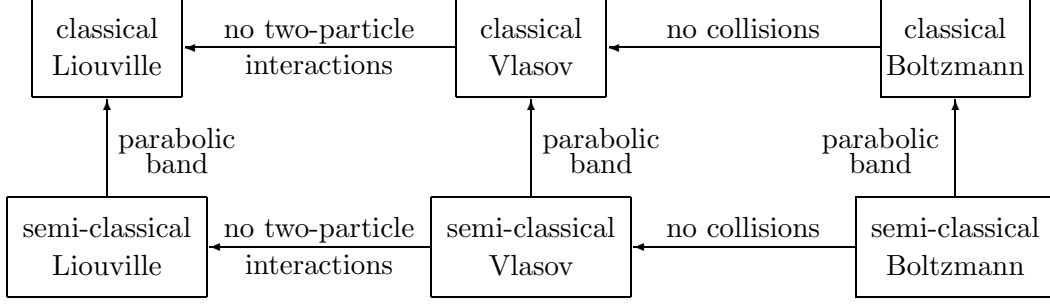 classical
Liouville
no two-particle
interactions
classical
Vlasov
no collisions
classical
Boltzmann
parabolic
band
parabolic
band
parabolic
band
semi-classical
Liouville
no two-particle
interactions
semi-classical
Vlasov
no collisions
semi-classical
Boltzmann